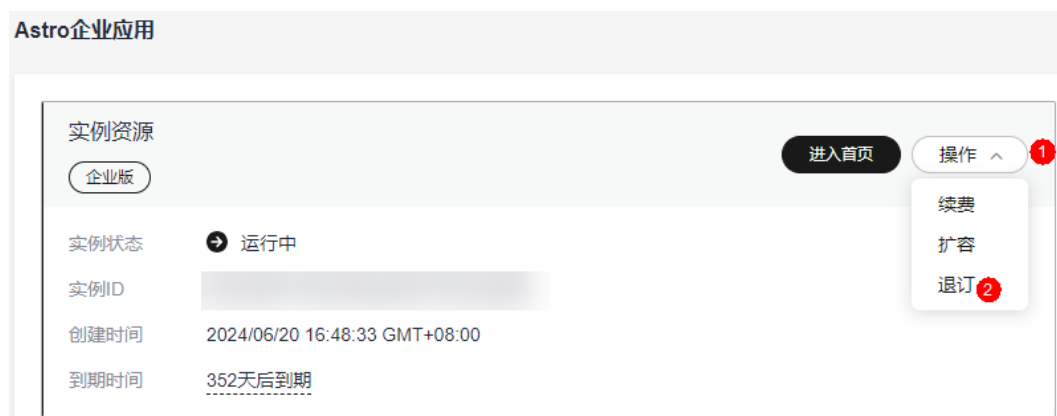 Astro企业应用
实例资源
进入首页 操作 1
企业版
续费
实例状态 运行中
扩容
实例ID
退订 2
创建时间 2024/06/20 16:48:33 GMT+08:00
到期时间 352天后到期